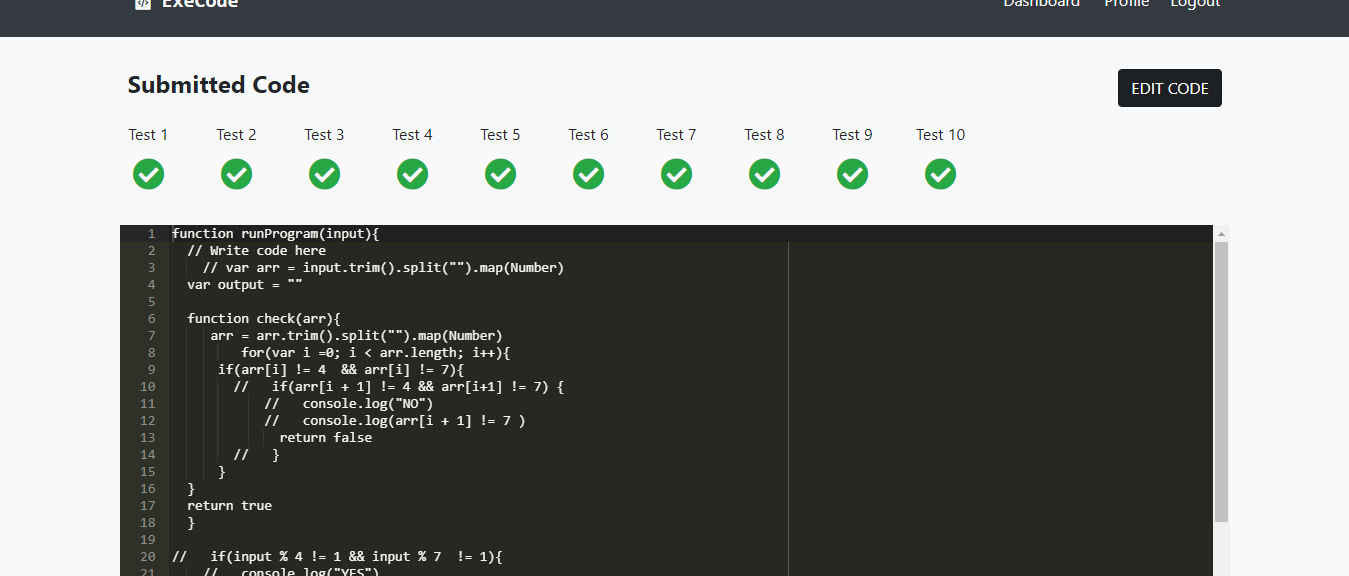 ExeCode
Dashboard Profile Logout
Submitted Code
EDIT CODE
Test 1 Test 2 Test 3 Test 4 Test 5 Test 6 Test 7 Test 8 Test 9 Test 10
1 function runProgram(input){
2 // Write code here
3 // var arr = input.trim().split("").map(Number)
4 var output = ""
5
6 function check(arr){
7 arr = arr.trim().split("").map(Number)
8 for(var i =0; i < arr.length; i++){
9 if(arr[i] != 4  && arr[i] != 7){
10 //   if(arr[i + 1] != 4 && arr[i+1] != 7) {
11 //   console.log("NO")
12 //   console.log(arr[i + 1] != 7 )
13 return false
14 //   }
15 }
16 }
17 return true
18 }
19
20 //   if(input % 4 != 1 && input % 7  != 1){
21 //   console.log("YES")